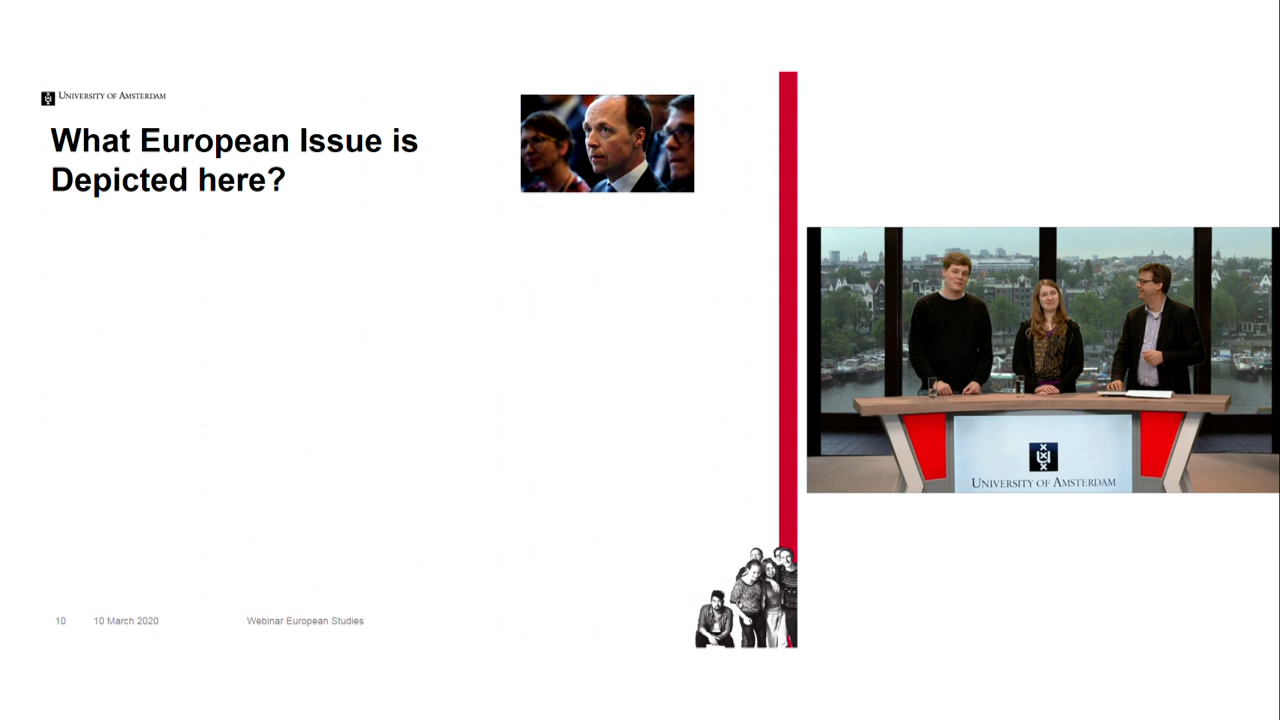 UNIVERSITY OF AMSTERDAM
What European Issue is
Depicted here?
10 10 March 2020 Webinar European Studies
UNIVERSITY OF AMSTERDAM